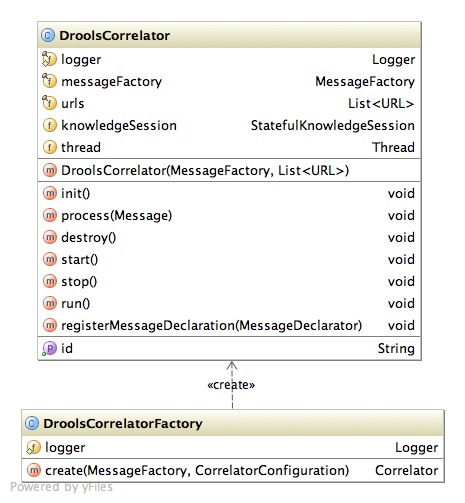 C DroolsCorrelator
f logger Logger
f messageFactory MessageFactory
f urls List<URL>
f knowledgeSession StatefulKnowledgeSession
f thread Thread
m DroolsCorrelator(MessageFactory, List<URL>)
m init() void
m process(Message) void
m destroy() void
m start() void
m stop() void
m run() void
m registerMessageDeclaration(MessageDeclarator) void
p id String
«create»
C DroolsCorrelatorFactory
f logger Logger
m create(MessageFactory, CorrelatorConfiguration) Correlator
Powered by yFiles